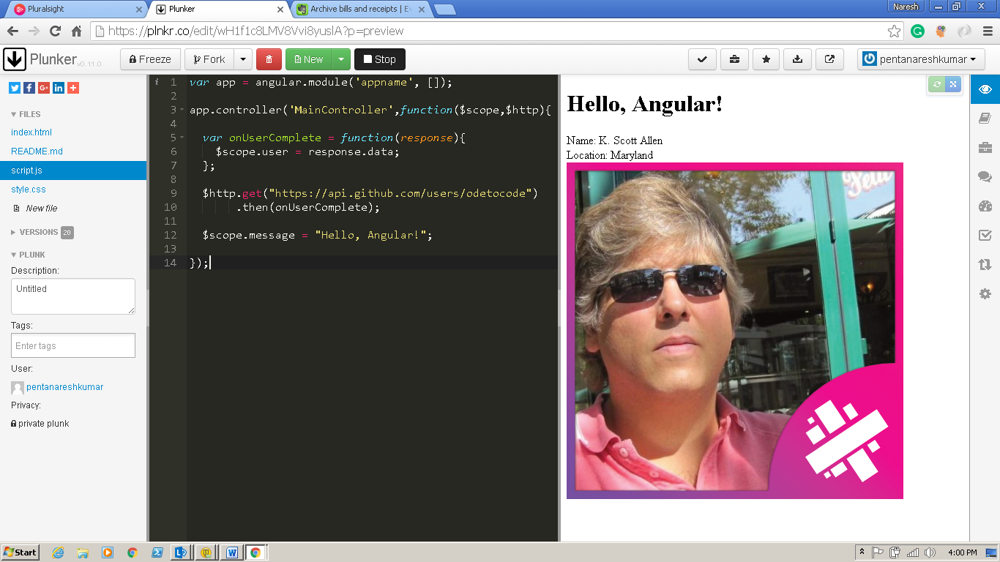 Pluralsight
Plunker
Archive bills and receipts | E
Naresh
https://plnkr.co/edit/wH1f1c8LMV8Vvi8yuslA?p=preview
Plunker v0.11.0
Freeze
Fork
New
Stop
pentanareshkumar
FILES
index.html
README.md
script.js
style.css
New file
VERSIONS 20
PLUNK
Description:
Untitled
Tags:
Enter tags
User:
pentanareshkumar
Privacy:
private plunk
i 1 var app = angular.module('appname', []);
2
3 app.controller('MainController',function($scope,$http){
4
5 var onUserComplete = function(response){
6 $scope.user = response.data;
7 };
8
9 $http.get("https://api.github.com/users/odetocode")
10 .then(onUserComplete);
11
12 $scope.message = "Hello, Angular!";
13
14 });
Hello, Angular!
Name: K. Scott Allen
Location: Maryland
Start
4:00 PM